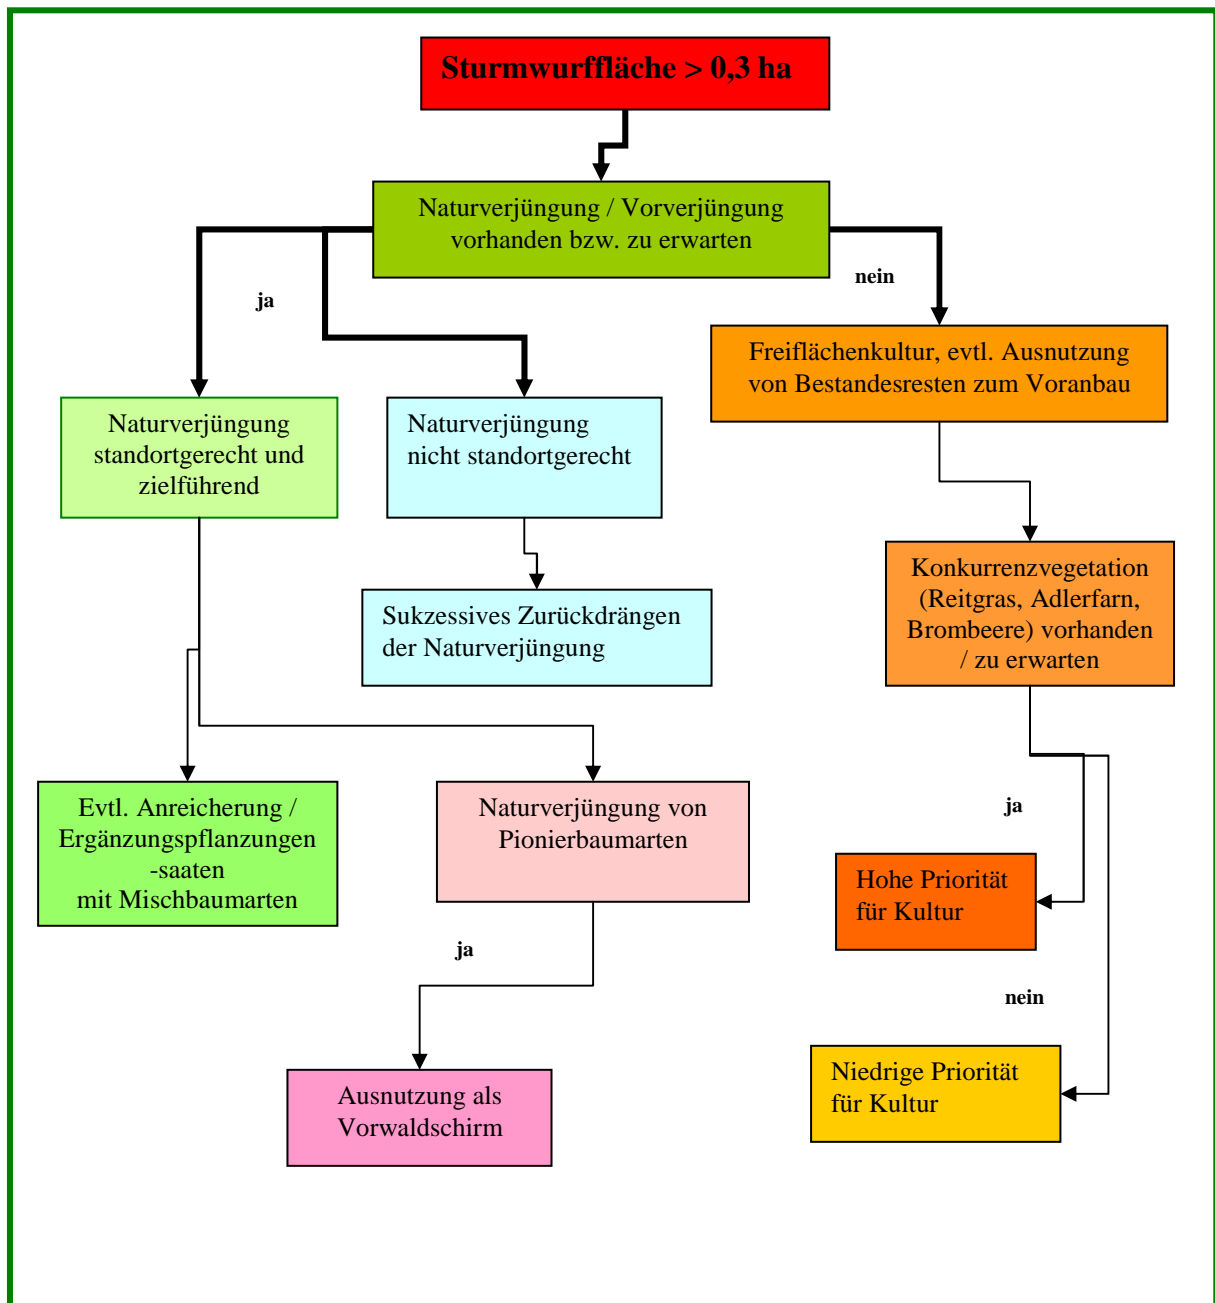 Sturmwurffläche > 0,3 ha
Naturverjüngung / Vorverjüngung
vorhanden bzw. zu erwarten
ja
nein
Freiflächenkultur, evtl. Ausnutzung
von Bestandesresten zum Voranbau
Naturverjüngung
standortgerecht und
zielführend
Naturverjüngung
nicht standortgerecht
Konkurrenzvegetation
(Reitgras, Adlerfarn,
Brombeere) vorhanden
/ zu erwarten
Sukzessives Zurückdrängen
der Naturverjüngung
Evtl. Anreicherung /
Ergänzungspflanzungen
-saaten
mit Mischbaumarten
Naturverjüngung von
Pionierbaumarten
ja
Hohe Priorität
für Kultur
ja
nein
Niedrige Priorität
für Kultur
Ausnutzung als
Vorwaldschirm